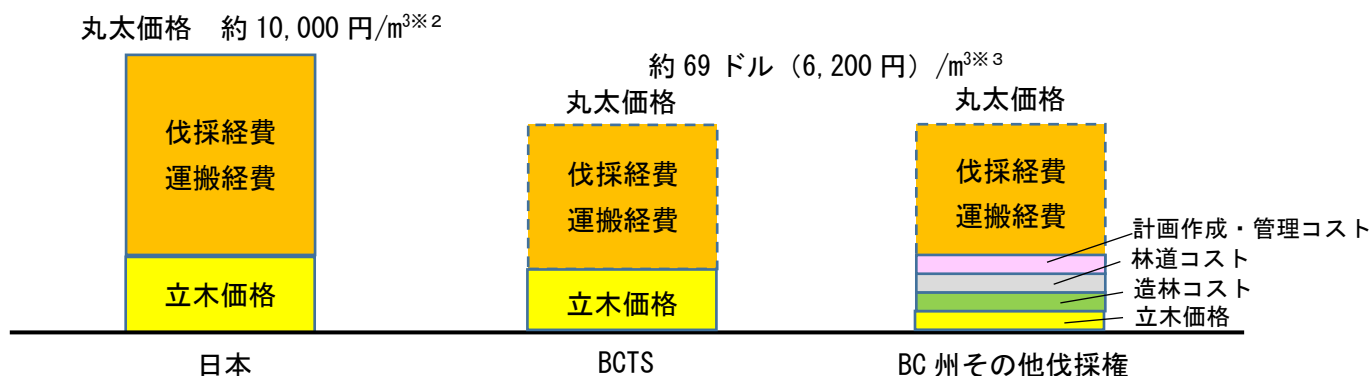 丸太価格 約 10,000 円/m³※2
約 69 ドル（6,200 円）/m³※3
丸太価格
丸太価格
伐採経費
運搬経費
伐採経費
運搬経費
伐採経費
運搬経費
計画作成・管理コスト
林道コスト
造林コスト
立木価格
立木価格
立木価格
日本
BCTS
BC 州その他伐採権